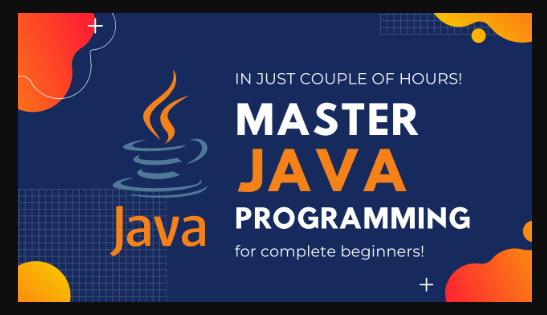 IN JUST COUPLE OF HOURS!
MASTER
JAVA
PROGRAMMING
for complete beginners!
Java